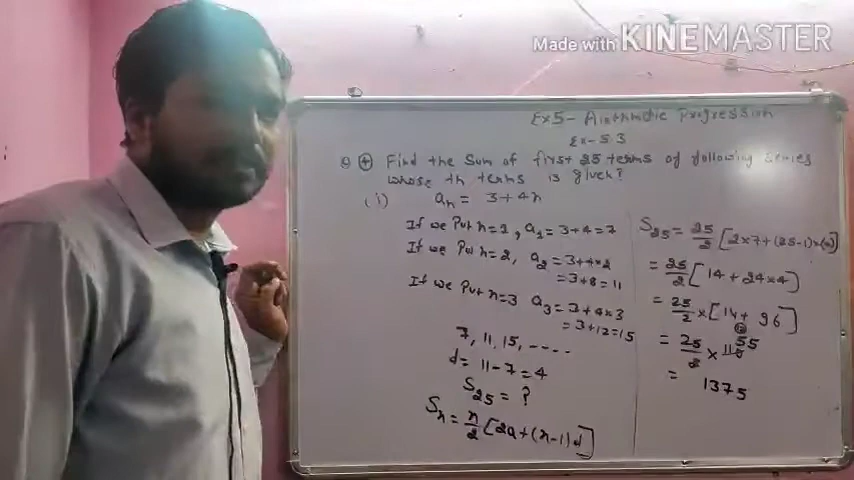 Made with KINEMASTER
Ex 5 - Arithmetic Progression
Ex - 5.3
Q ④ Find the Sum of first 25 terms of following series
whose th terms is given?
(i) an = 3+4n
If we Put n=1, a1 = 3+4=7
If we Put n=2, a2 = 3+4×2
= 3+8 = 11
If we Put n=3 a3 = 3+4×3
= 3+12=15
7, 11, 15, ----
d= 11-7=4
S25 = ?
Sn = n/2 [2a+(n-1)d]
S25 = 25/2 [2×7+(25-1)×4]
= 25/2 [14 + 24×4]
= 25/2 × [14+ 96]
= 25/2 × 110 55
= 1375